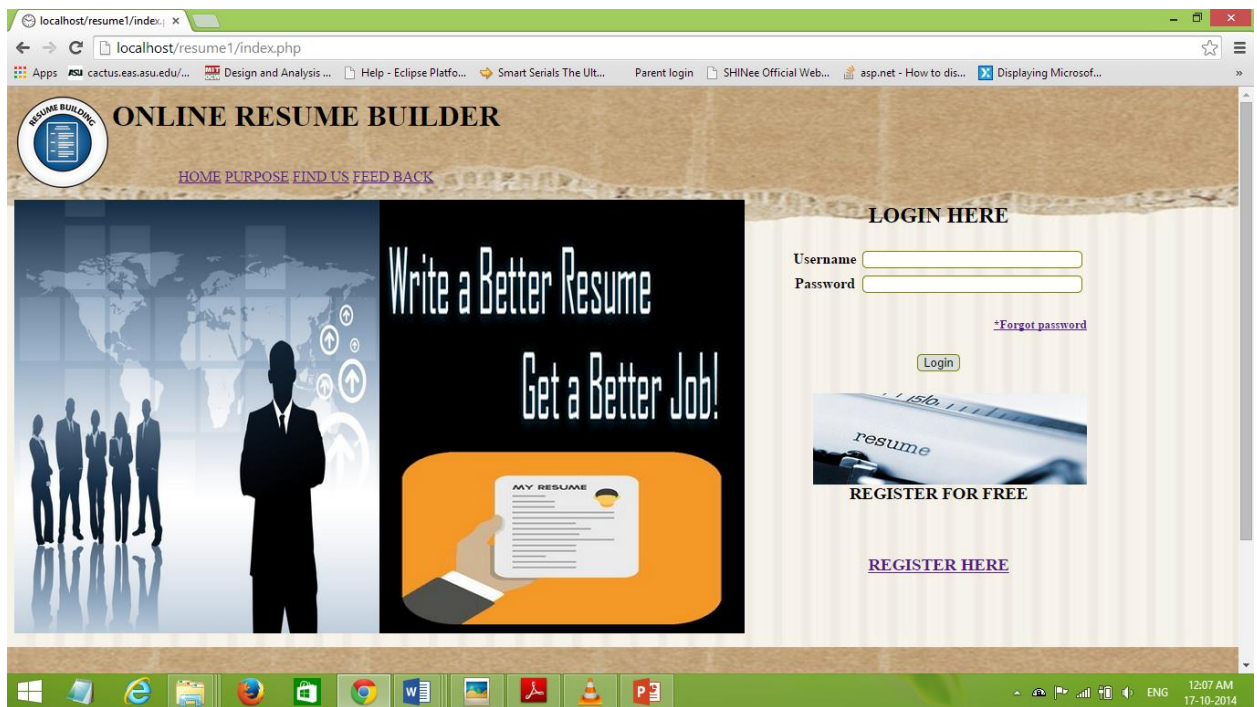 localhost/resume1/index.p
localhost/resume1/index.php
Apps
ASU cactus.eas.asu.edu/...
Design and Analysis ...
Help - Eclipse Platfo...
Smart Serials The Ult...
Parent login
SHINee Official Web...
asp.net - How to dis...
Displaying Microsof...
»
RESUME BUILDING
ONLINE RESUME BUILDER
HOME PURPOSE FIND US FEED BACK
Write a Better Resume
Get a Better Job!
MY RESUME
LOGIN HERE
Username
Password
*Forgot password
Login
resume
REGISTER FOR FREE
REGISTER HERE
ENG
12:07 AM
17-10-2014